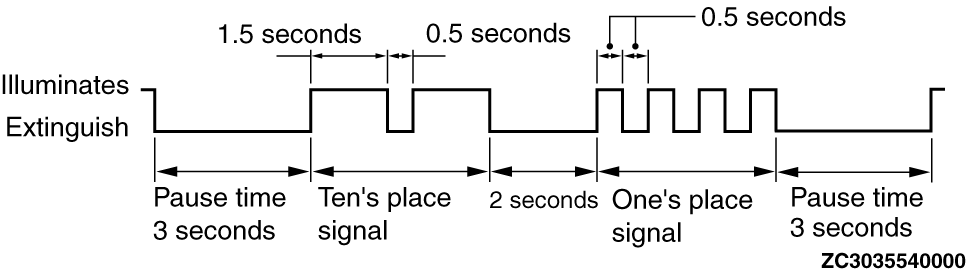 0.5 seconds
1.5 seconds
0.5 seconds
Illuminates
Extinguish
Pause time
3 seconds
Ten's place
signal
2 seconds
One's place
signal
Pause time
3 seconds
ZC3035540000